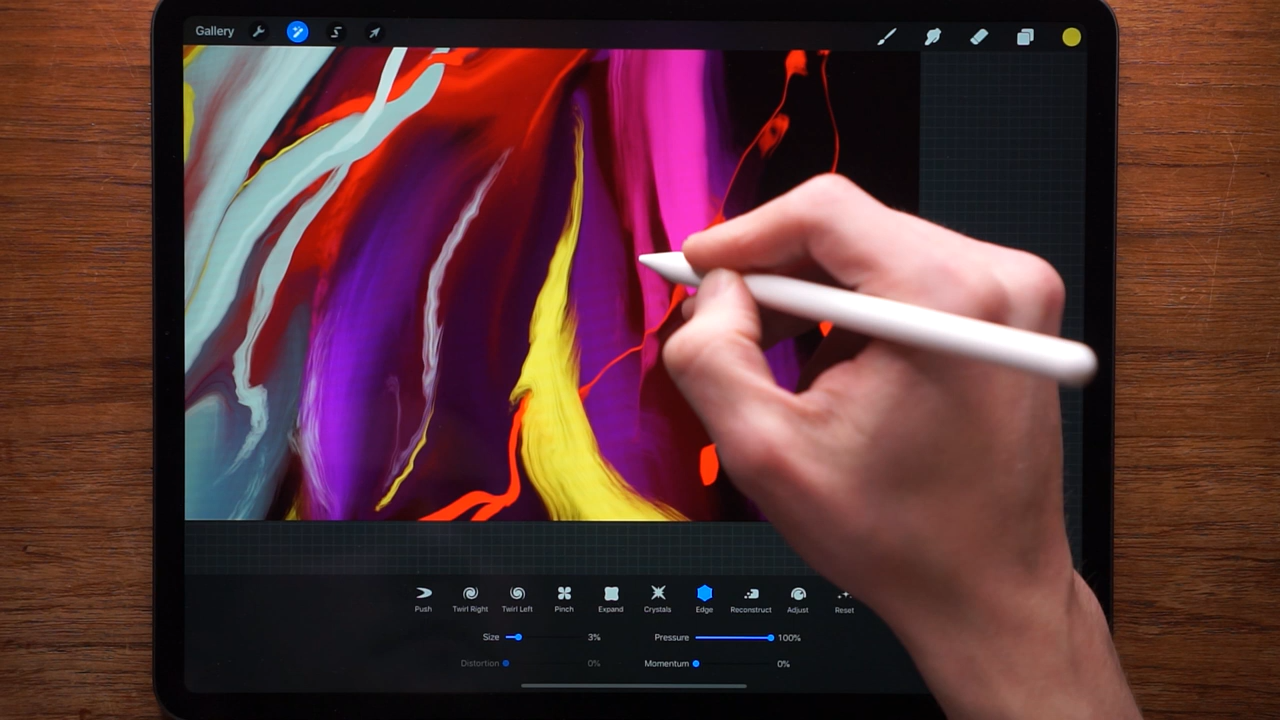 Gallery
Push Twirl Right Twirl Left Pinch Expand Crystals Edge Reconstruct Adjust Reset
Size 3% Pressure 100%
Distortion 0% Momentum 0%